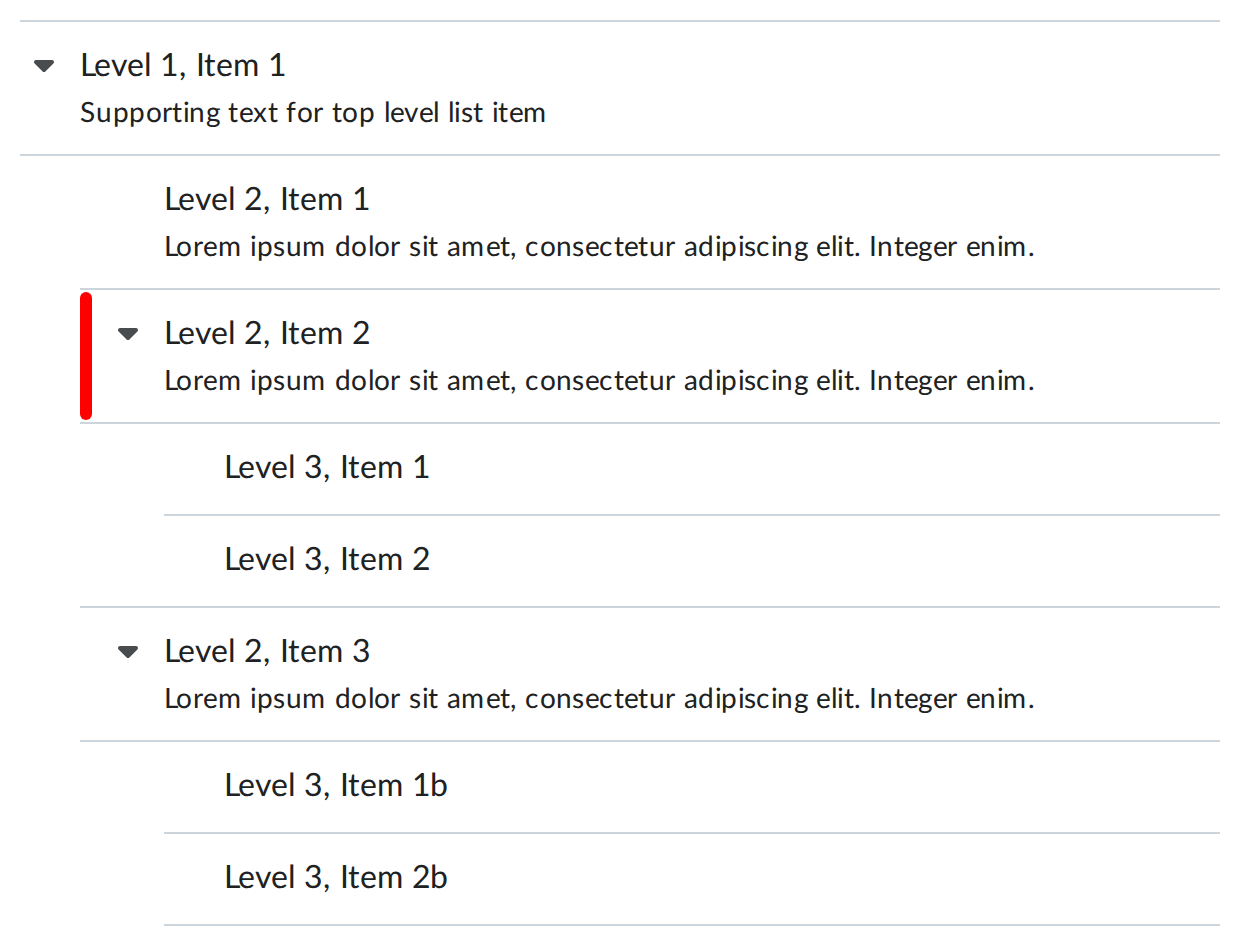 Level 1, Item 1
Supporting text for top level list item
Level 2, Item 1
Lorem ipsum dolor sit amet, consectetur adipiscing elit. Integer enim.
Level 2, Item 2
Lorem ipsum dolor sit amet, consectetur adipiscing elit. Integer enim.
Level 3, Item 1
Level 3, Item 2
Level 2, Item 3
Lorem ipsum dolor sit amet, consectetur adipiscing elit. Integer enim.
Level 3, Item 1b
Level 3, Item 2b